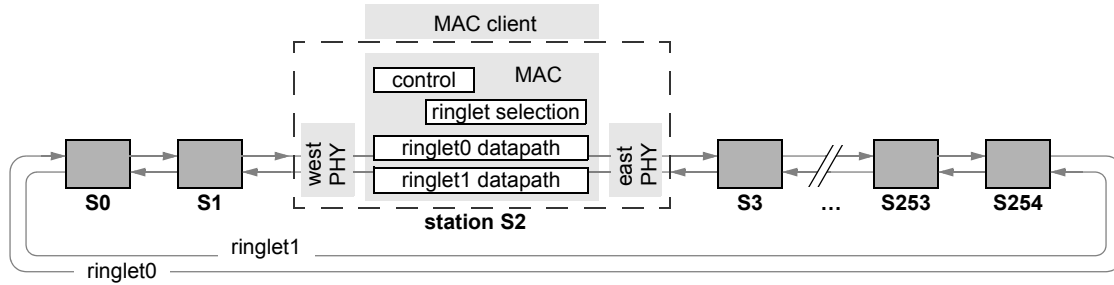 MAC client
MAC
control
ringlet selection
west
PHY
ringlet0 datapath
ringlet1 datapath
east
PHY
S0
S1
station S2
S3
...
S253
S254
ringlet1
ringlet0